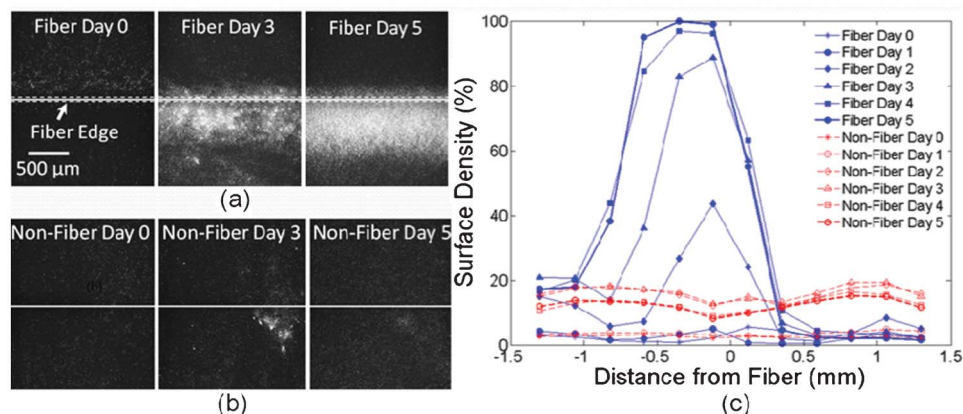 (a)
Fiber Day 0
Fiber Day 3
Fiber Day 5
Fiber Edge
500 µm
(a)
Non-Fiber Day 0
Non-Fiber Day 3
Non-Fiber Day 5
(b)
(b)
Surface Density (%)
100
80
60
40
20
0
-1.5
-1
-0.5
0
0.5
1
1.5
Distance from Fiber (mm)
Fiber Day 0
Fiber Day 1
Fiber Day 2
Fiber Day 3
Fiber Day 4
Fiber Day 5
Non-Fiber Day 0
Non-Fiber Day 1
Non-Fiber Day 2
Non-Fiber Day 3
Non-Fiber Day 4
Non-Fiber Day 5
(c)